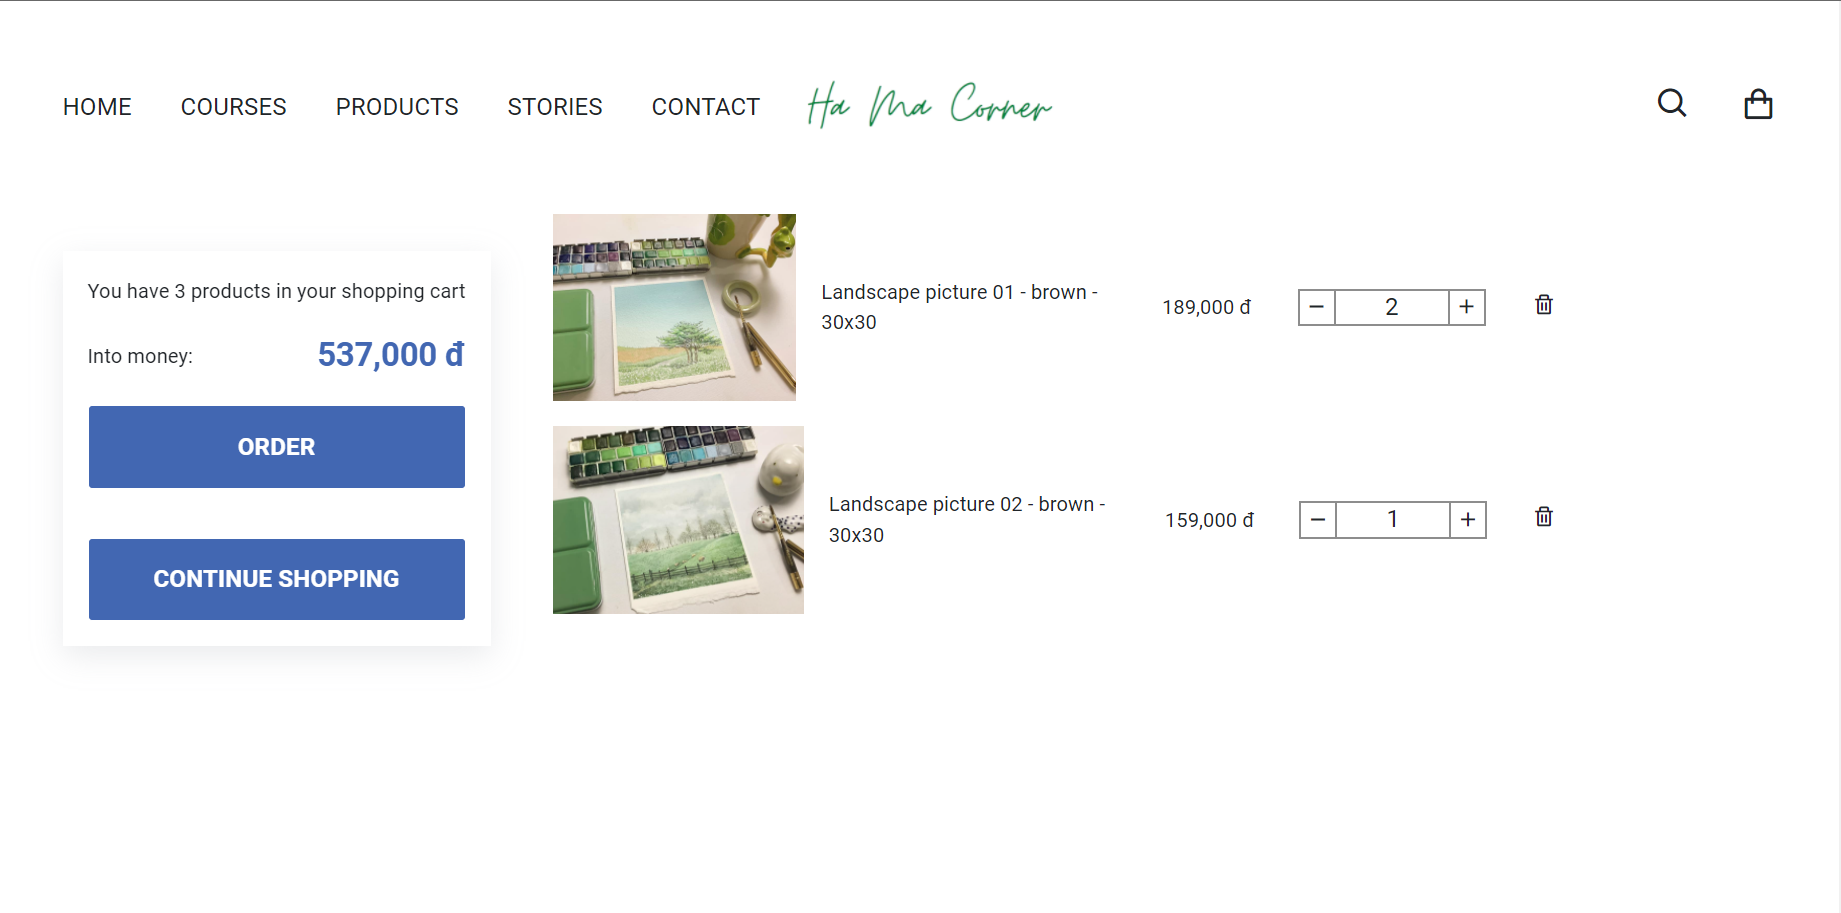 HOME COURSES PRODUCTS STORIES CONTACT Ha Ma Corner
You have 3 products in your shopping cart
Into money: 537,000 đ
ORDER
CONTINUE SHOPPING
Landscape picture 01 - brown -
30x30
189,000 đ
− 2 +
Landscape picture 02 - brown -
30x30
159,000 đ
− 1 +